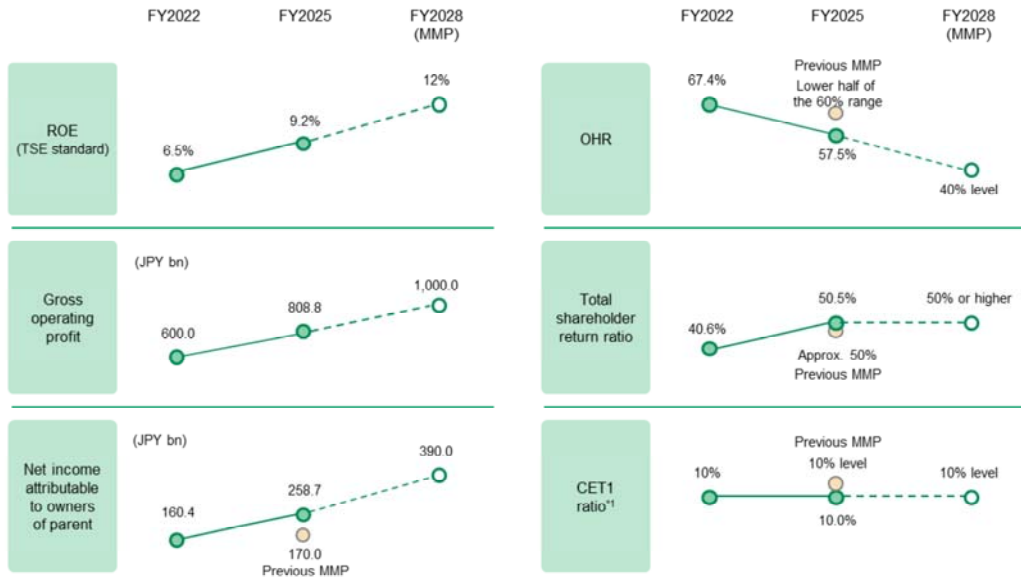 FY2022
FY2025
FY2028
(MMP)
ROE
(TSE standard)
6.5%
9.2%
12%
Gross
operating
profit
(JPY bn)
600.0
808.8
1,000.0
Net income
attributable
to owners
of parent
(JPY bn)
160.4
258.7
390.0
170.0
Previous MMP
FY2022
FY2025
FY2028
(MMP)
OHR
67.4%
Previous MMP
Lower half of
the 60% range
57.5%
40% level
Total
shareholder
return ratio
40.6%
50.5%
50% or higher
Approx. 50%
Previous MMP
CET1
ratio*1
10%
Previous MMP
10% level
10.0%
10% level